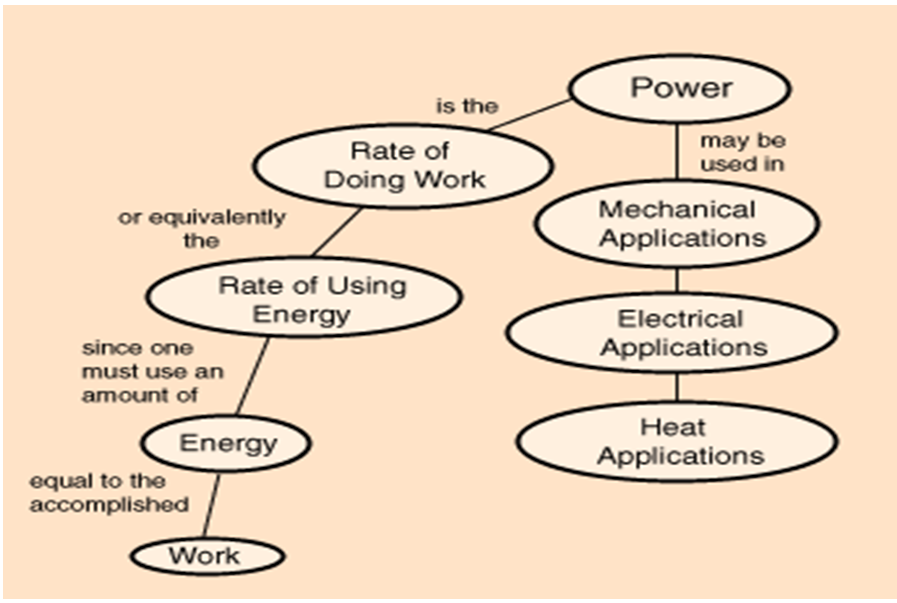 Power
is the
Rate of
Doing Work
or equivalently
the
Rate of Using
Energy
since one
must use an
amount of
Energy
equal to the
accomplished
Work
may be
used in
Mechanical
Applications
Electrical
Applications
Heat
Applications